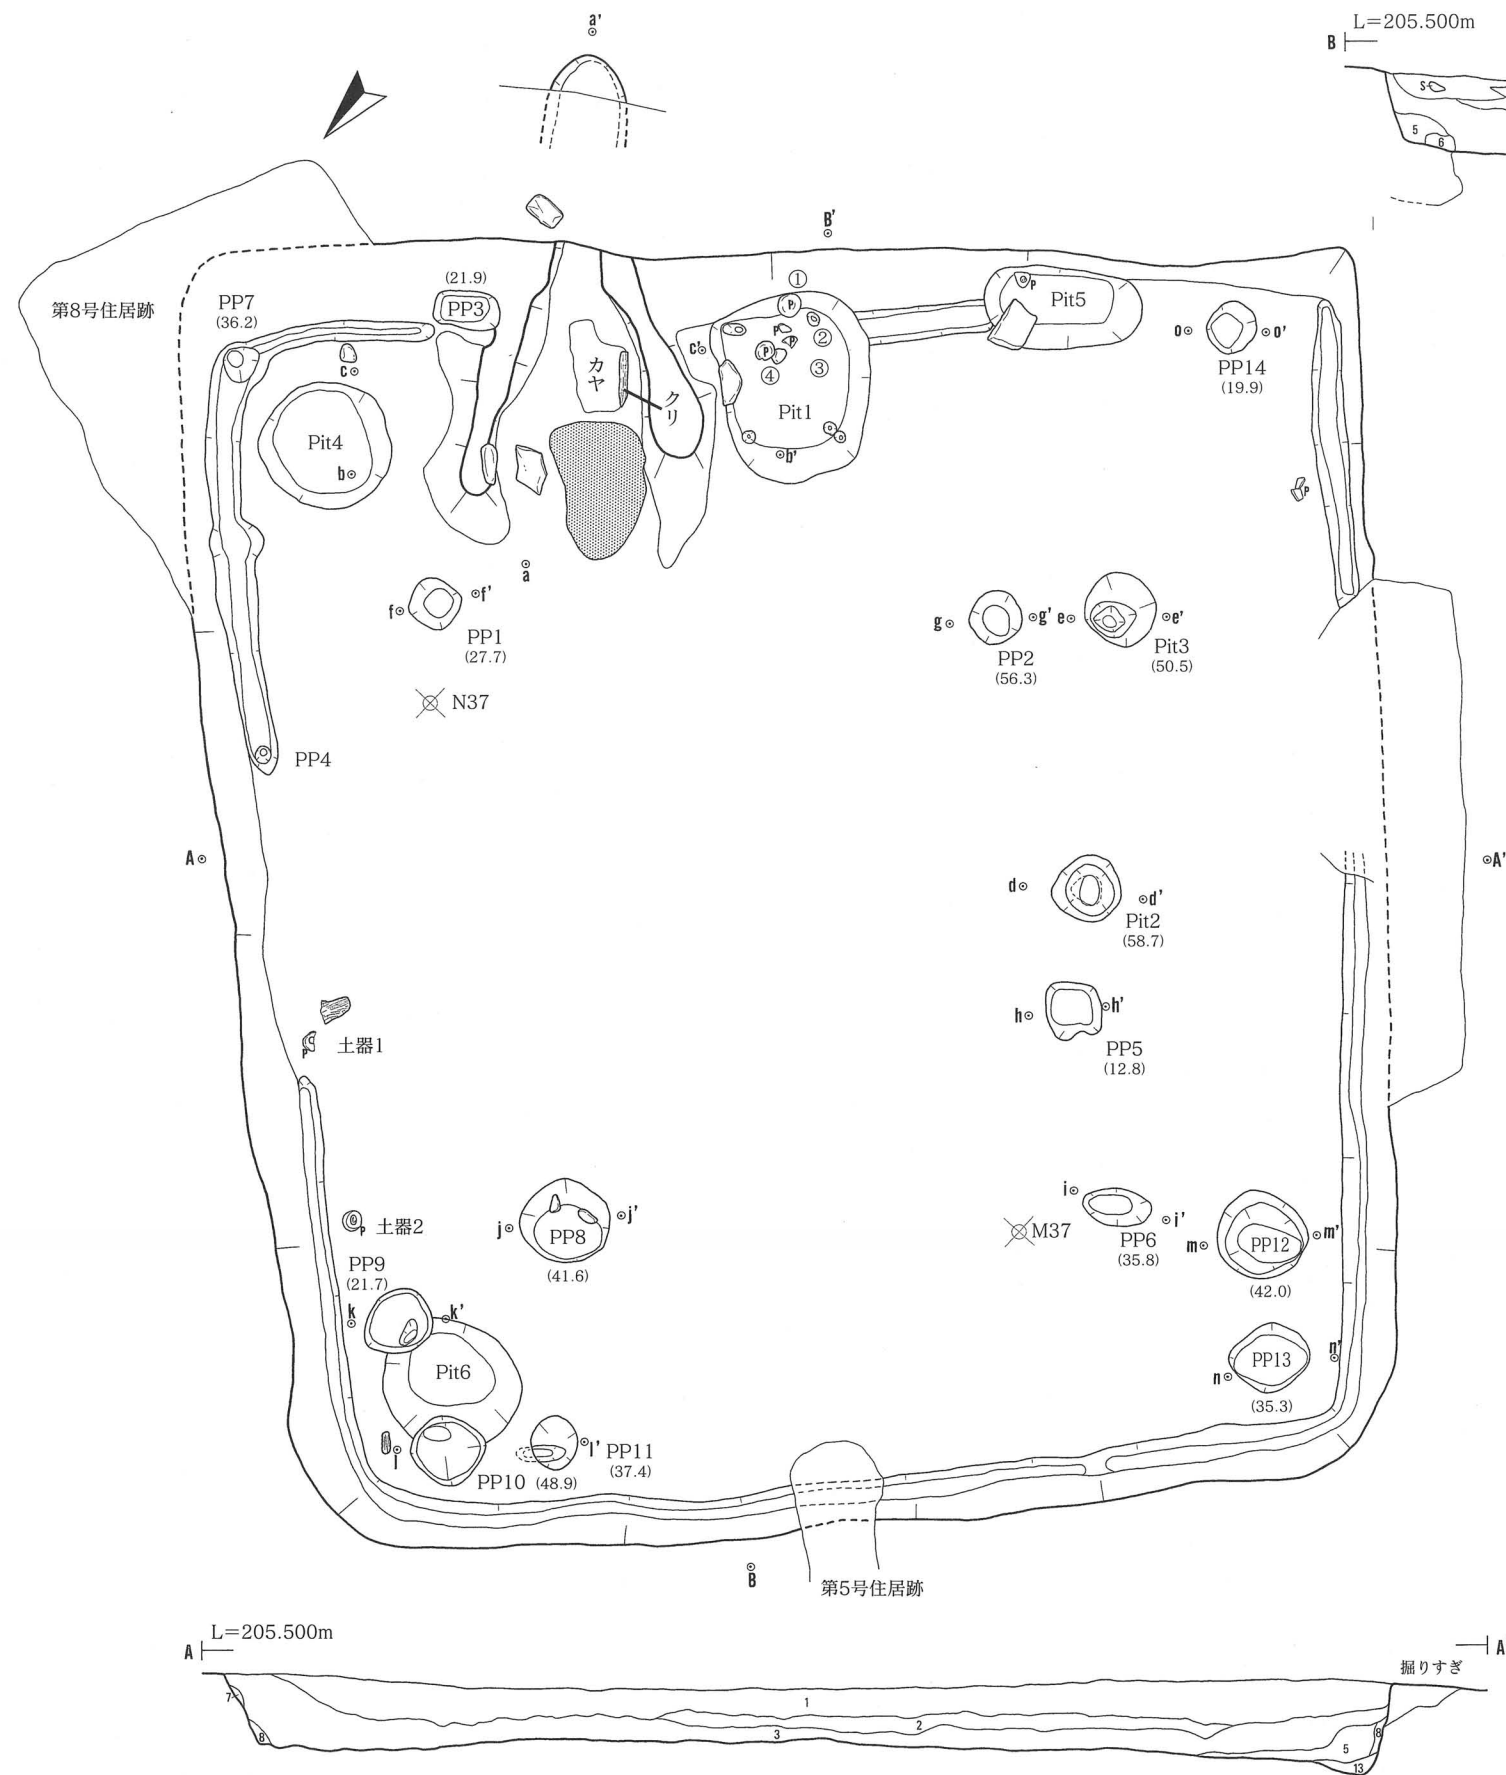 a'
L=205.500m
B
S
5
6
B'
第8号住居跡
PP7
(36.2)
(21.9)
PP3
①
P
P
②
P
P
④
③
Pit1
c'
b'
カヤ
クリ
c
Pit4
b
P
Pit5
o
o'
PP14
(19.9)
P
a
f
f'
PP1
(27.7)
N37
g
g'
PP2
(56.3)
e
e'
Pit3
(50.5)
PP4
A
A'
d
d'
Pit2
(58.7)
h
h'
PP5
(12.8)
P
土器1
P
土器2
j
j'
PP8
(41.6)
i
i'
PP6
(35.8)
M37
m
m'
PP12
(42.0)
PP9
(21.7)
k
k'
Pit6
n
n'
PP13
(35.3)
l
l'
PP10
(48.9)
PP11
(37.4)
B
第5号住居跡
L=205.500m
A
A
掘りすぎ
7
8
1
2
3
5
8
13